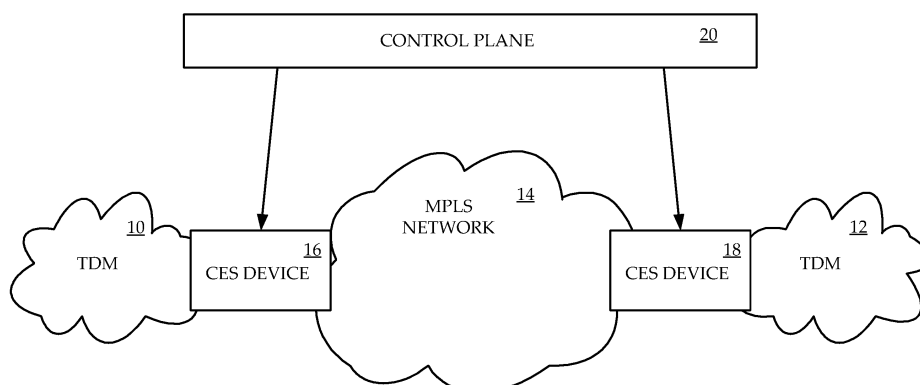 CONTROL PLANE 20
MPLS 14
NETWORK
10
TDM
16
CES DEVICE
18
CES DEVICE
12
TDM